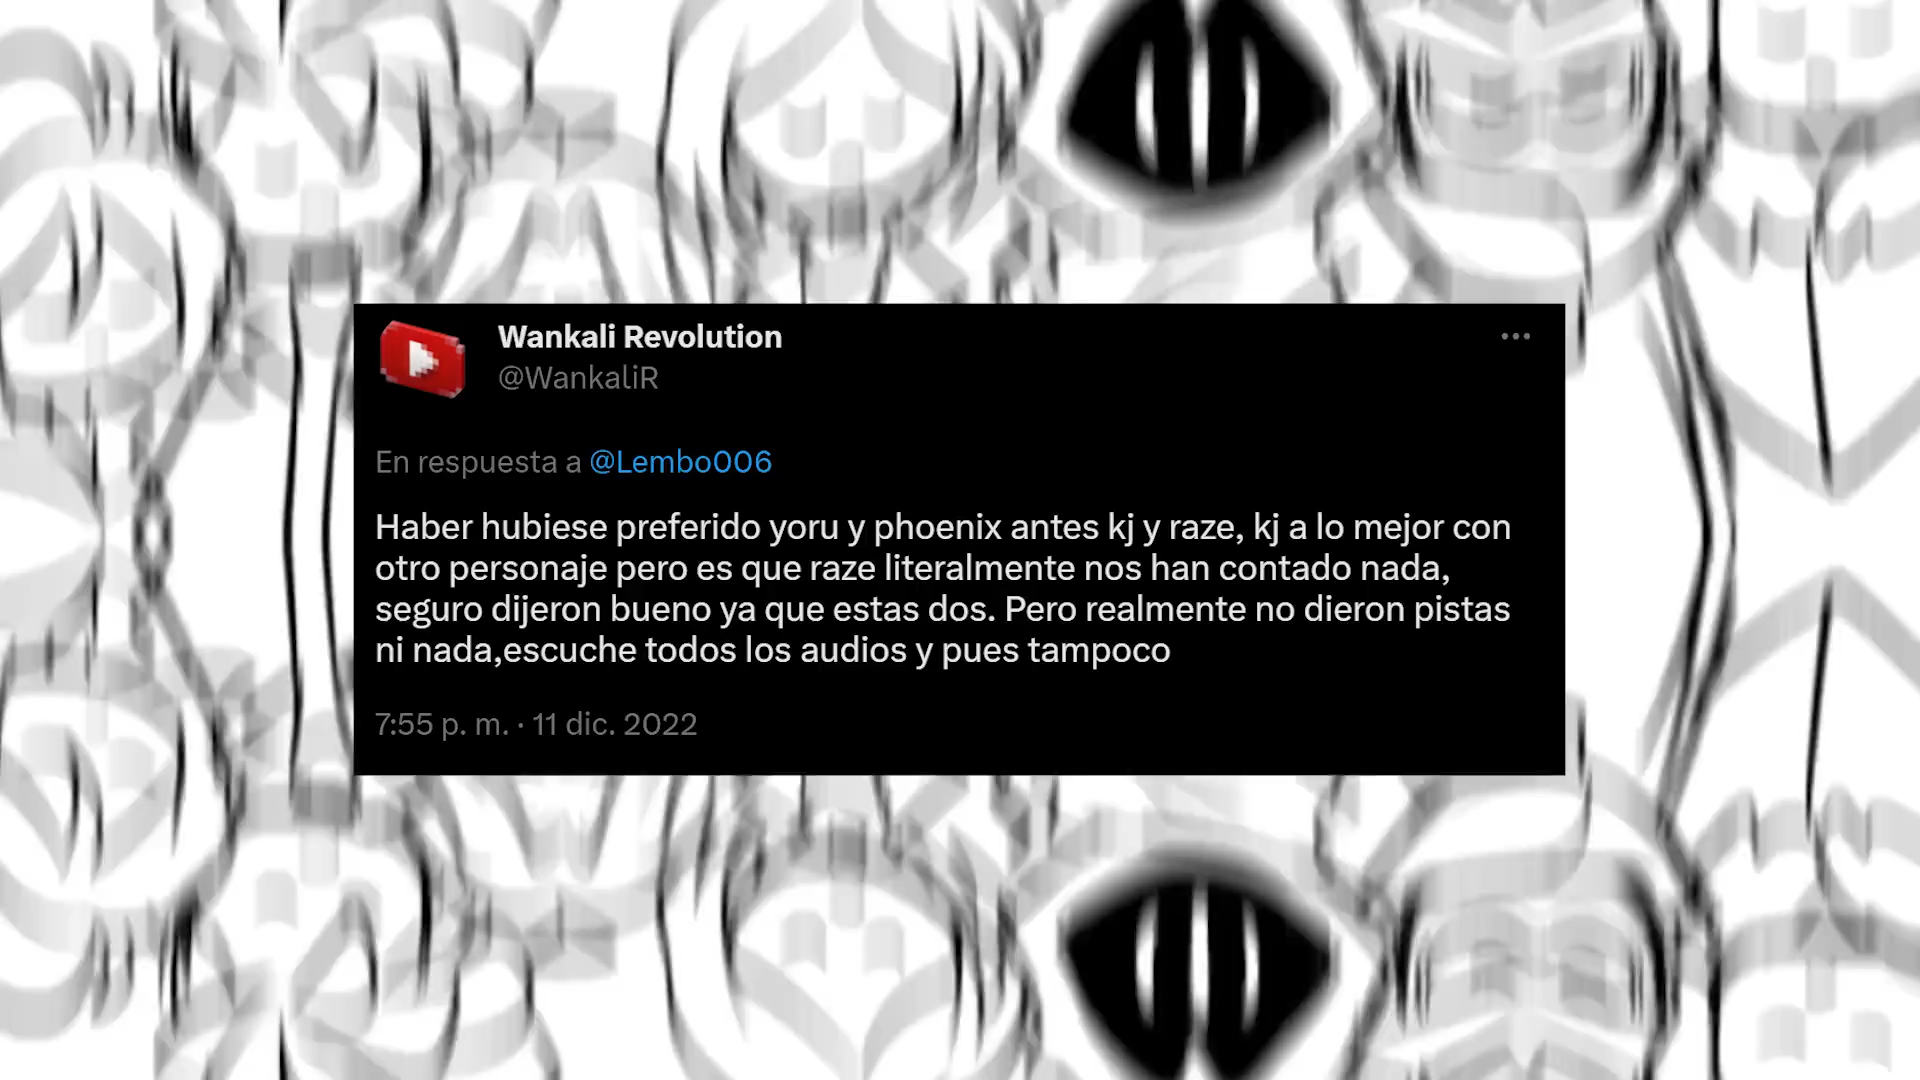 Wankali Revolution
@WankaliR
En respuesta a @Lembo006
Haber hubiese preferido yoru y phoenix antes kj y raze, kj a lo mejor con
otro personaje pero es que raze literalmente nos han contado nada,
seguro dijeron bueno ya que estas dos. Pero realmente no dieron pistas
ni nada,escuche todos los audios y pues tampoco
7:55 p. m. · 11 dic. 2022